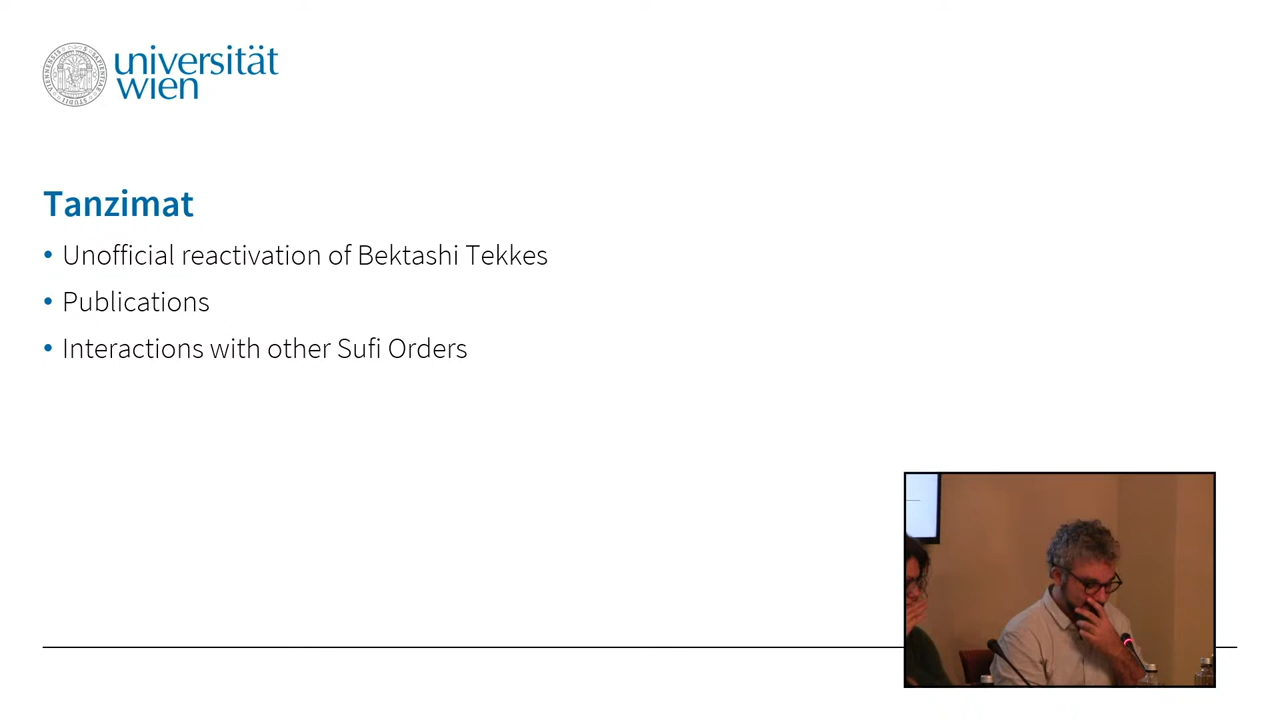 universität
wien
Tanzimat
• Unofficial reactivation of Bektashi Tekkes
• Publications
• Interactions with other Sufi Orders